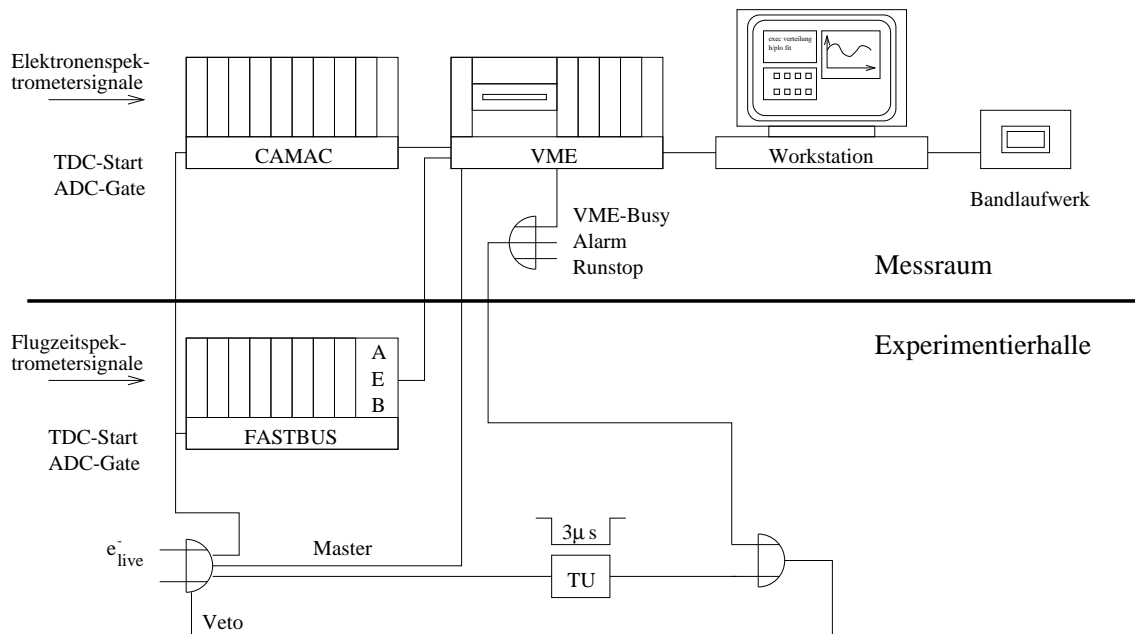 exec verteilung
h/plo fit
Elektronenspek-
trometersignale
TDC-Start
ADC-Gate
CAMAC
VME
Workstation
Bandlaufwerk
VME-Busy
Alarm
Runstop
Messraum
Experimentierhalle
Flugzeitspek-
trometersignale
A
E
B
TDC-Start
ADC-Gate
FASTBUS
e-live
Master
3μ s
TU
Veto